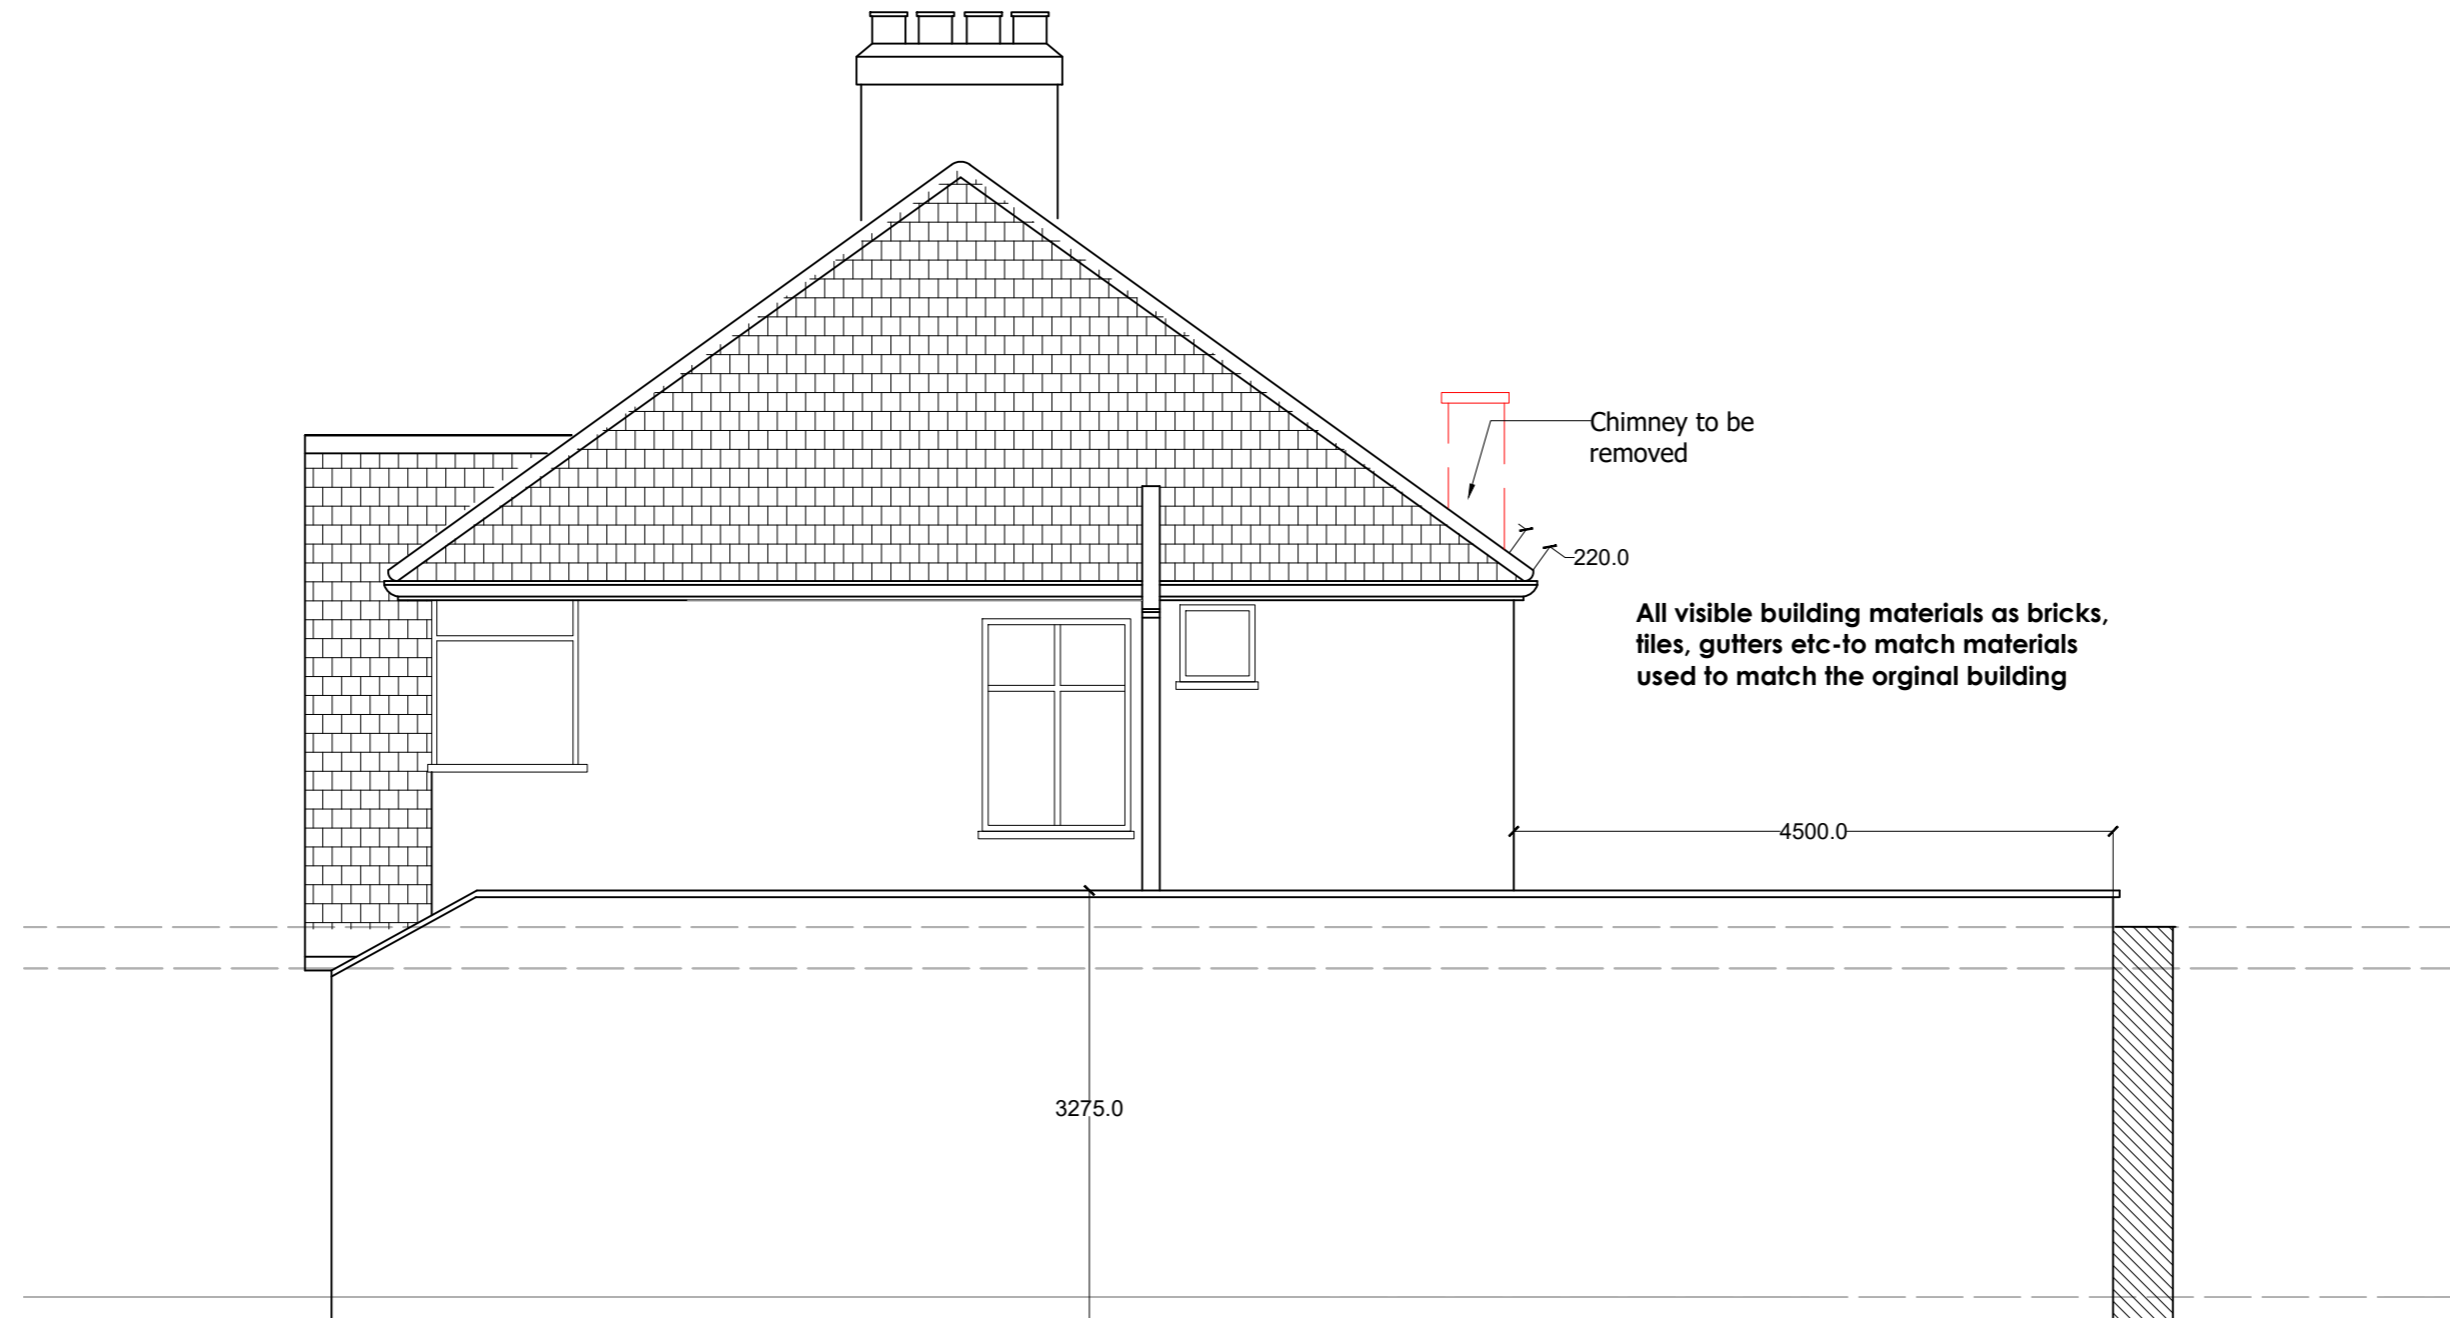 Chimney to be
removed
220.0
All visible building materials as bricks,
tiles, gutters etc-to match materials
used to match the orginal building
4500.0
3275.0